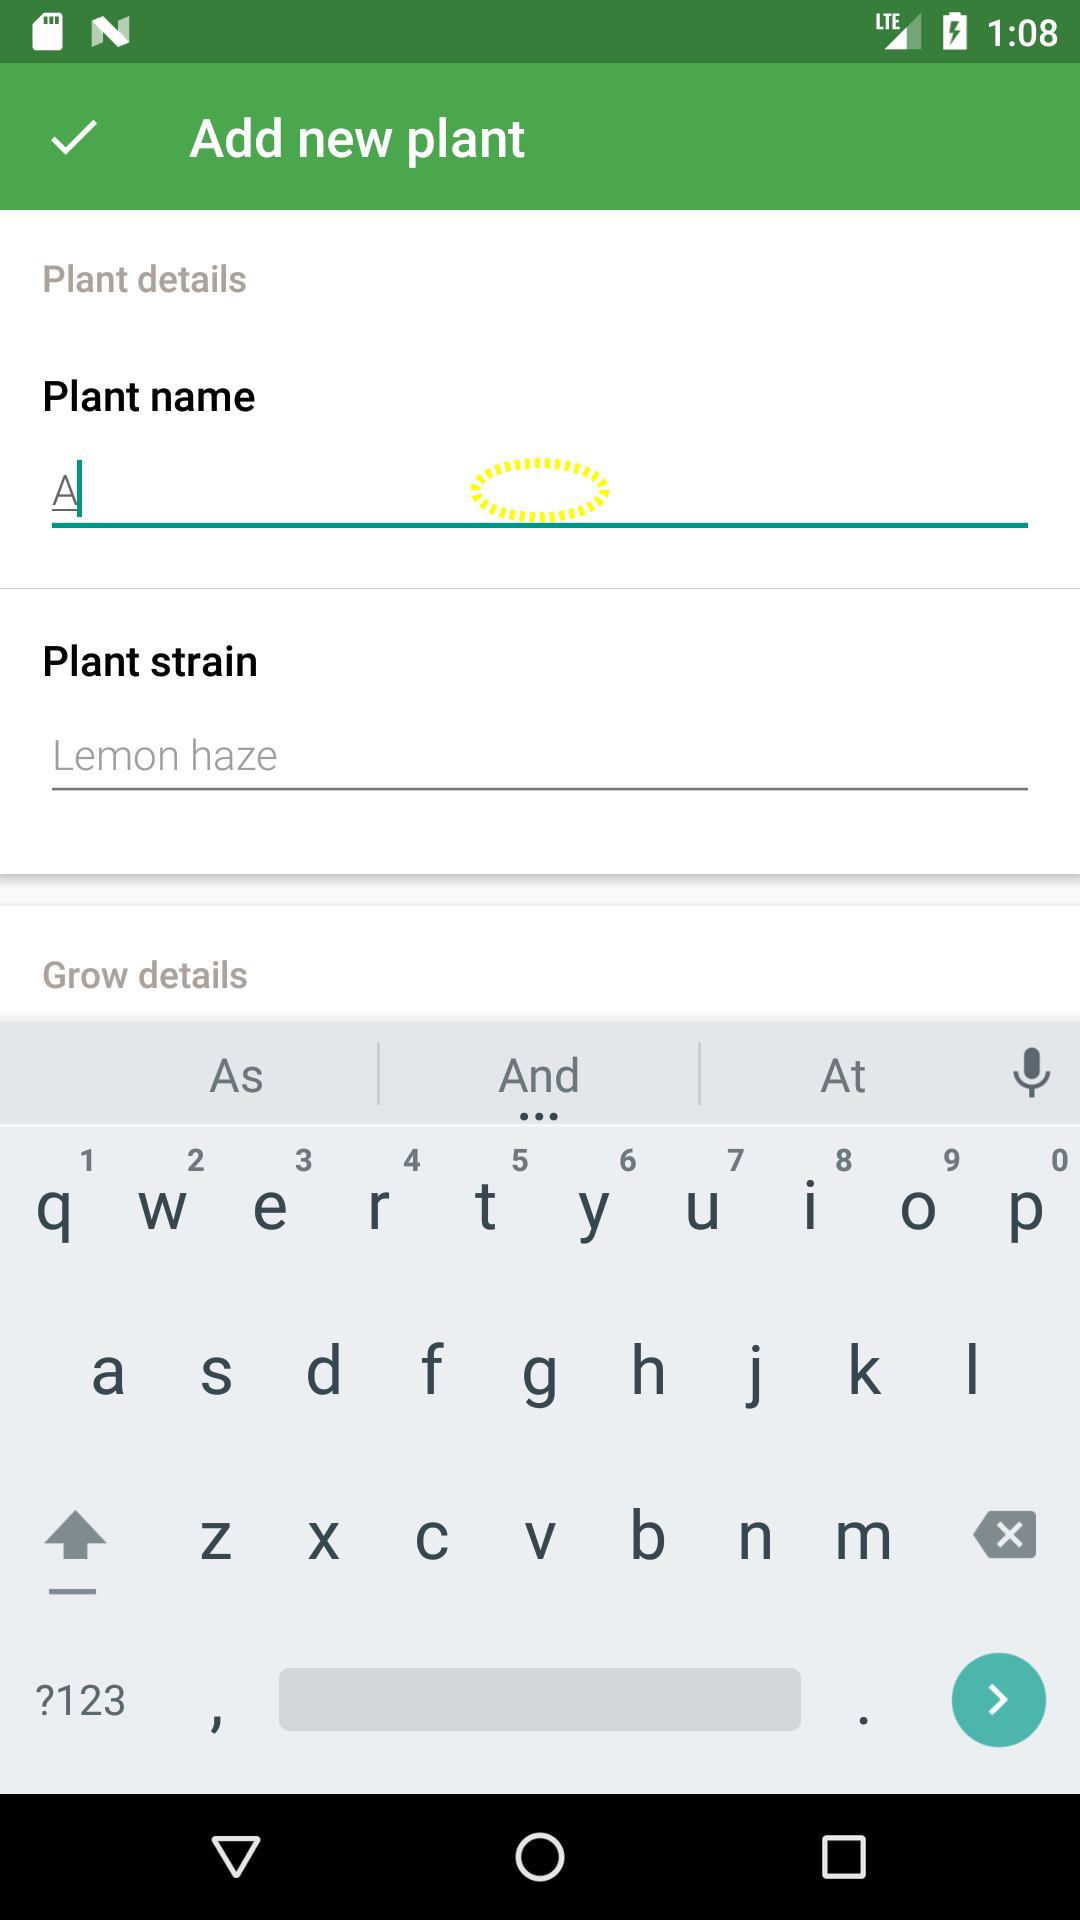 LTE 1:08
Add new plant
Plant details
Plant name
A
Plant strain
Lemon haze
Grow details
As And At
1 2 3 4 5 6 7 8 9 0
q w e r t y u i o p
a s d f g h j k l
z x c v b n m
?123 , .